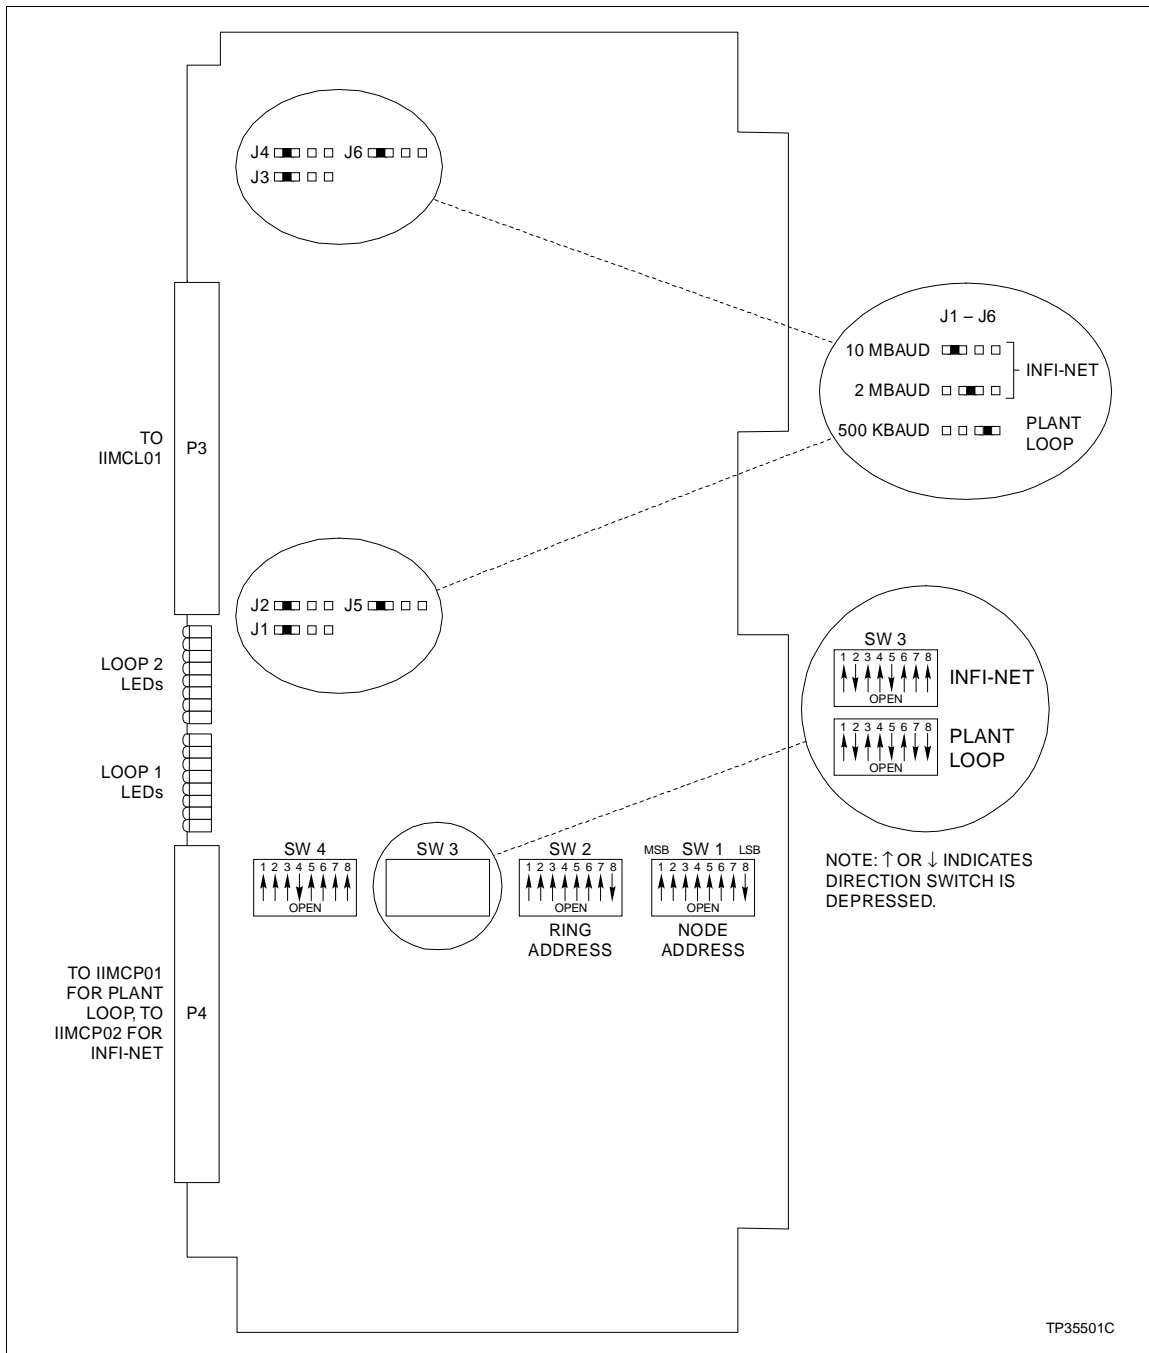 J4 J6
J3
J1 – J6
10 MBAUD
2 MBAUD
INFI-NET
500 KBAUD
PLANT
LOOP
TO
IIMCL01
P3
J2 J5
J1
LOOP 2
LEDs
LOOP 1
LEDs
SW 3
1 2 3 4 5 6 7 8
OPEN
INFI-NET
1 2 3 4 5 6 7 8
OPEN
PLANT
LOOP
NOTE: ↑ OR ↓ INDICATES
DIRECTION SWITCH IS
DEPRESSED.
SW 4
1 2 3 4 5 6 7 8
OPEN
SW 3
SW 2
1 2 3 4 5 6 7 8
OPEN
RING
ADDRESS
MSB SW 1 LSB
1 2 3 4 5 6 7 8
OPEN
NODE
ADDRESS
TO IIMCP01
FOR PLANT
LOOP, TO
IIMCP02 FOR
INFI-NET
P4
TP35501C